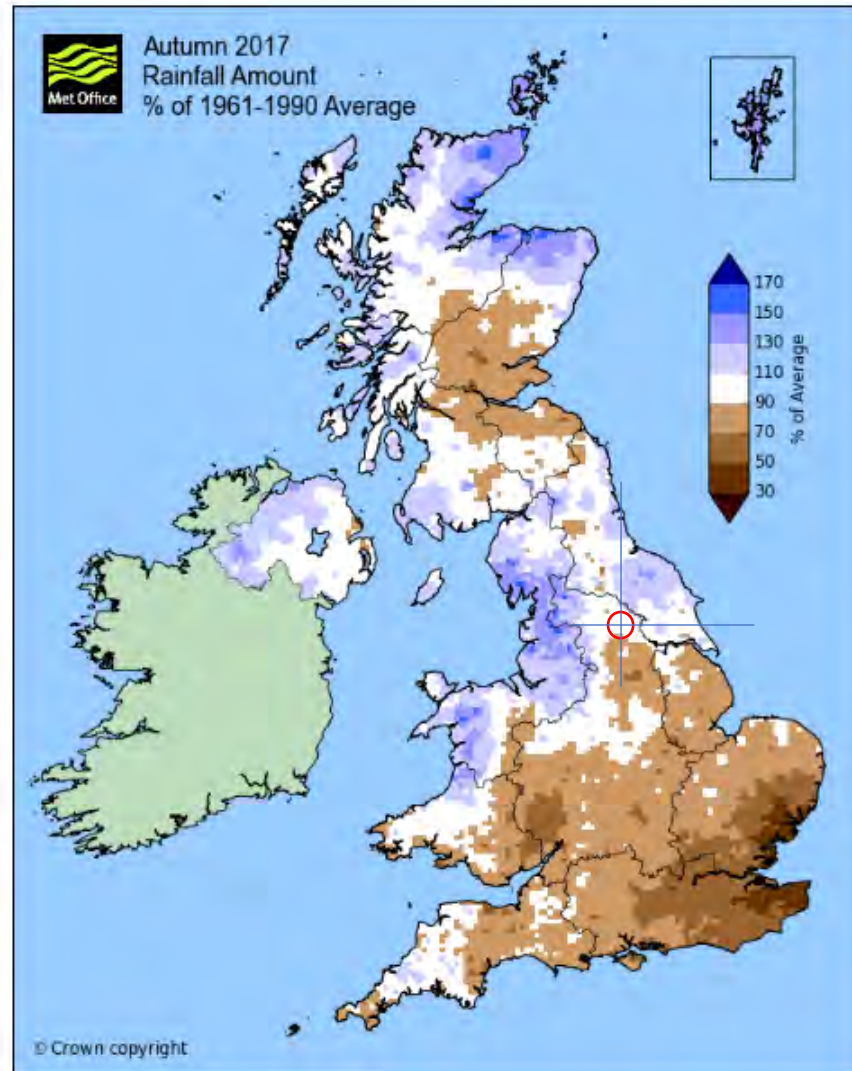 Met Office
Autumn 2017
Rainfall Amount
% of 1961-1990 Average
170
150
130
110
90
70
50
30
% of Average
© Crown copyright